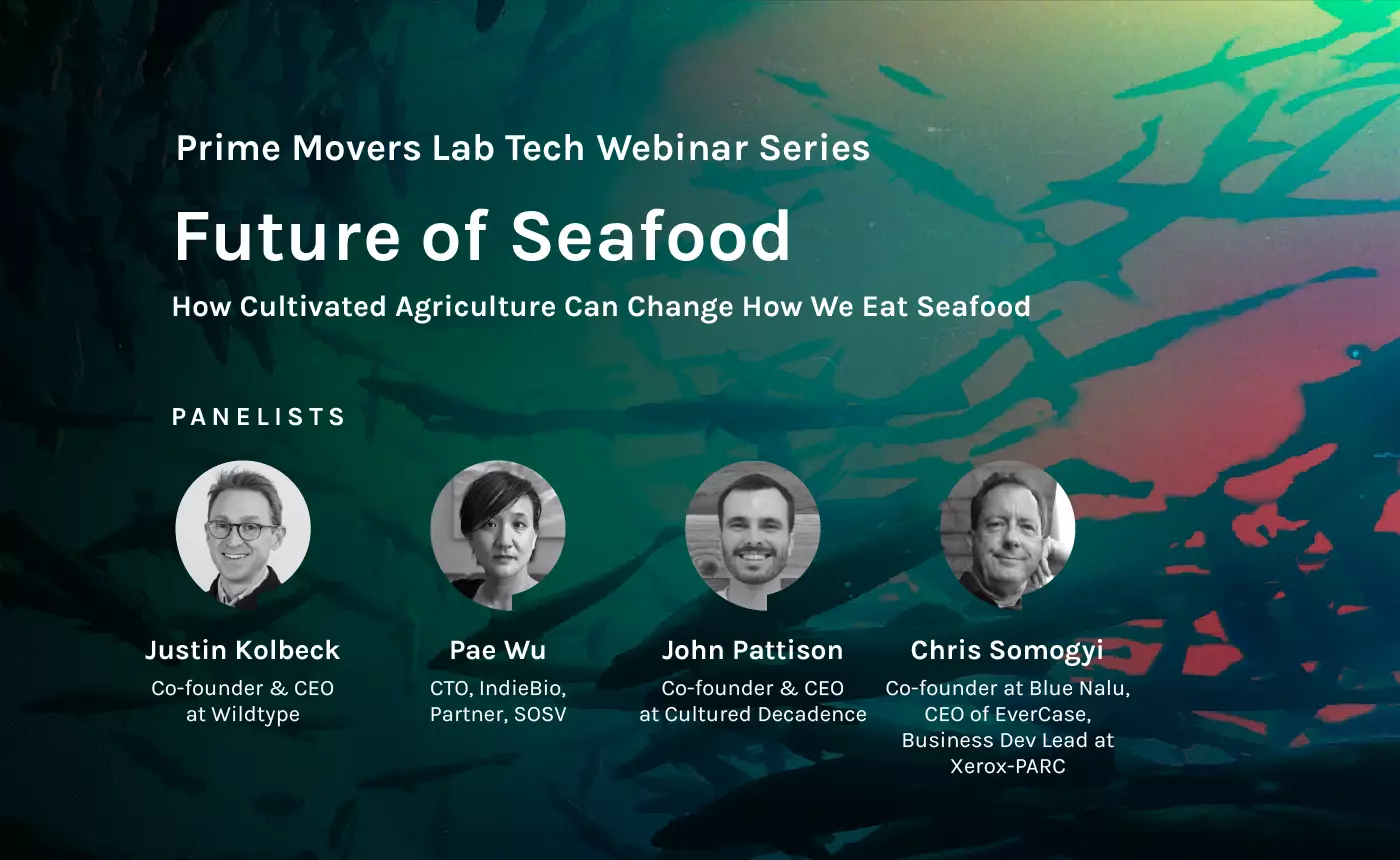 Prime Movers Lab Tech Webinar Series
Future of Seafood
How Cultivated Agriculture Can Change How We Eat Seafood
PANELISTS
Justin Kolbeck
Co-founder & CEO
at Wildtype
Pae Wu
CTO, IndieBio,
Partner, SOSV
John Pattison
Co-founder & CEO
at Cultured Decadence
Chris Somogyi
Co-founder at Blue Nalu,
CEO of EverCase,
Business Dev Lead at
Xerox-PARC